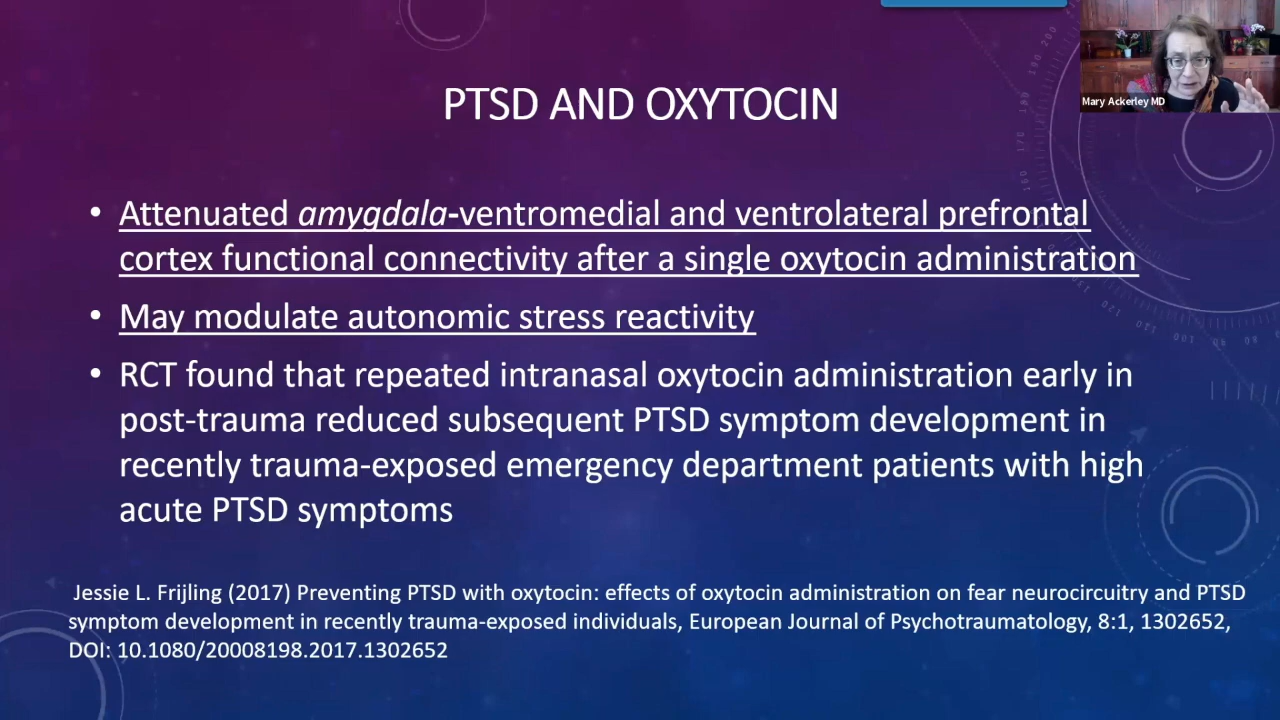 Mary Ackerley MD
PTSD AND OXYTOCIN
• Attenuated amygdala-ventromedial and ventrolateral prefrontal
cortex functional connectivity after a single oxytocin administration
• May modulate autonomic stress reactivity
• RCT found that repeated intranasal oxytocin administration early in
post-trauma reduced subsequent PTSD symptom development in
recently trauma-exposed emergency department patients with high
acute PTSD symptoms
Jessie L. Frijling (2017) Preventing PTSD with oxytocin: effects of oxytocin administration on fear neurocircuitry and PTSD
symptom development in recently trauma-exposed individuals, European Journal of Psychotraumatology, 8:1, 1302652,
DOI: 10.1080/20008198.2017.1302652